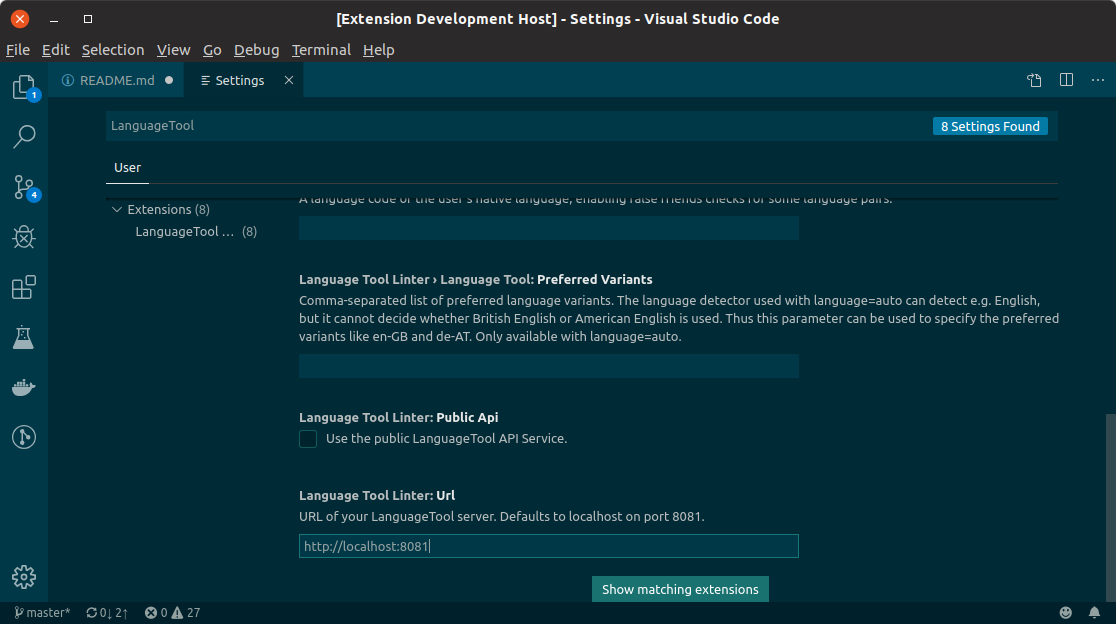 [Extension Development Host] - Settings - Visual Studio Code
File Edit Selection View Go Debug Terminal Help
README.md Settings
1
LanguageTool 8 Settings Found
User
4
A language code of the user's native language, enabling false friends checks for some language pairs.
Extensions (8)
LanguageTool ... (8)
Language Tool Linter › Language Tool: Preferred Variants
Comma-separated list of preferred language variants. The language detector used with language=auto can detect e.g. English,
but it cannot decide whether British English or American English is used. Thus this parameter can be used to specify the preferred
variants like en-GB and de-AT. Only available with language=auto.
Language Tool Linter: Public Api
Use the public LanguageTool API Service.
Language Tool Linter: Url
URL of your LanguageTool server. Defaults to localhost on port 8081.
http://localhost:8081
Show matching extensions
master* 0↓ 2↑ 0 27